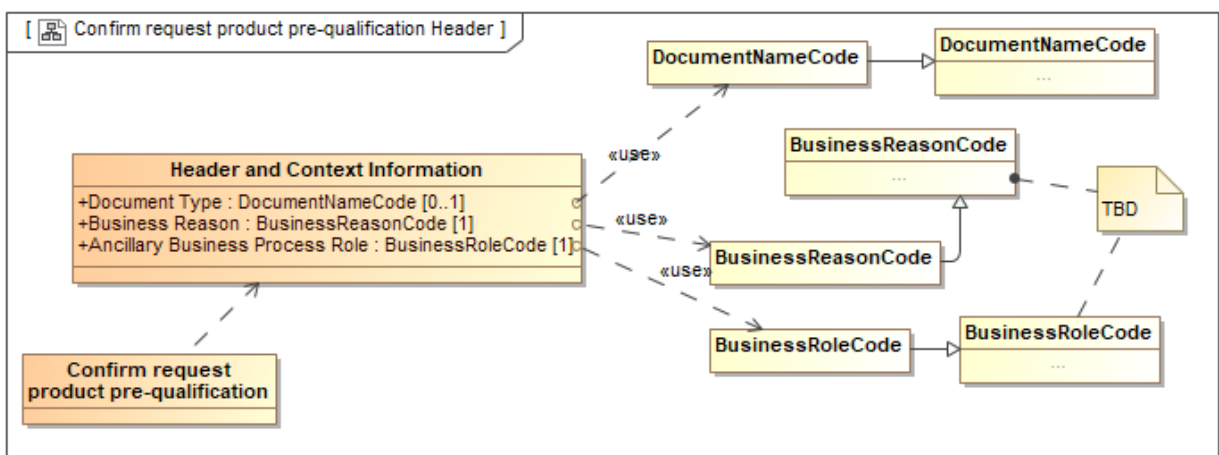 [ Confirm request product pre-qualification Header ]
DocumentNameCode
DocumentNameCode
...
«use»
BusinessReasonCode
...
Header and Context Information
+Document Type : DocumentNameCode [0..1]
+Business Reason : BusinessReasonCode [1]
+Ancillary Business Process Role : BusinessRoleCode [1]
«use»
TBD
BusinessReasonCode
«use»
BusinessRoleCode
BusinessRoleCode
...
Confirm request
product pre-qualification